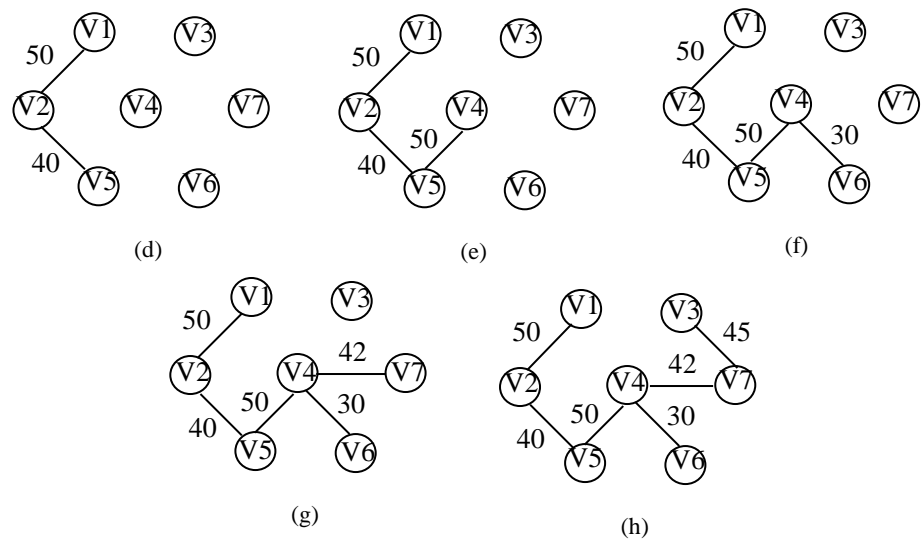 V1 V3
50
V2 V4 V7
40
V5 V6
(d)
V1 V3
50
V2 V4 V7
50
40
V5 V6
(e)
V1 V3
50
V2 V4 V7
50 30
40
V5 V6
(f)
V1 V3
50
42
V2 V4 V7
50 30
40
V5 V6
(g)
V1 V3
50 45
42
V2 V4 V7
50 30
40
V5 V6
(h)